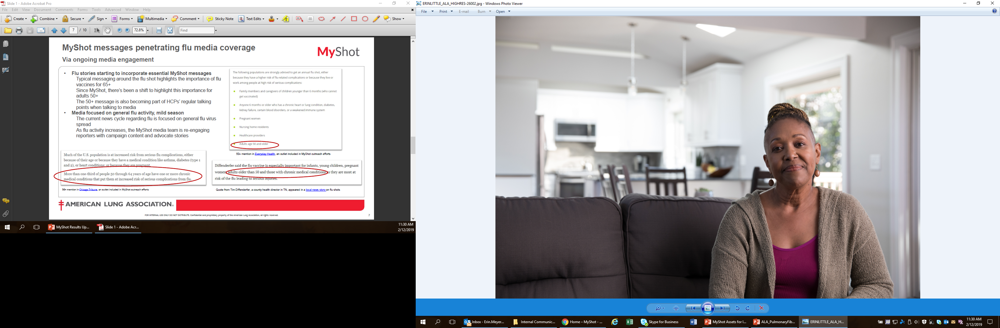 Slide 1 - Adobe Acrobat Pro
File Edit View Document Comments Forms Tools Advanced Window Help
Create Combine Secure Sign Forms Multimedia Comment Sticky Note Text Edits Show
7 / 10 72.8% Find
MyShot messages penetrating flu media coverage
MyShot
Via ongoing media engagement
• Flu stories starting to incorporate essential MyShot messages
Typical messaging around the flu shot highlights the importance of flu
vaccines for 65+
Since MyShot, there's been a shift to highlight this importance for
adults 50+
The 50+ message is also becoming part of HCPs' regular talking
points when talking to media
• Media focused on general flu activity, mild season
The current news cycle regarding flu is focused on general flu virus
spread
As flu activity increases, the MyShot media team is re-engaging
reporters with campaign content and advocate stories
The following populations are strongly advised to get an annual flu shot, either
because they have a higher risk of flu-related complications or because they live or
work among people at high risk of serious complications:
Family members and caregivers of children younger than 6 months (who cannot
get vaccinated)
Anyone 6 months or older who has a chronic heart or lung condition, diabetes,
kidney failure, certain blood disorders, or a weakened immune system
Pregnant women
Nursing home residents
Healthcare providers
Adults age 50 and older
50+ mention in Everyday Health, an outlet included in MyShot outreach efforts
Much of the U.S. population is at increased risk from serious flu complications, either
because of their age or because they have a medical condition like asthma, diabetes (type 1
and 2), or heart conditions; or because they are pregnant.
More than one-third of people 50 through 64 years of age have one or more chronic
medical conditions that put them at increased risk of serious complications from flu.
50+ mention in Chicago Tribune, an outlet included in MyShot outreach efforts
Diffenderfer said the flu vaccine is especially important for infants, young children, pregnant
women, adults older than 50 and those with chronic medical conditions as they are most at
risk of the flu leading to serious injuries.
Quote from Tim Diffenderfer, a county health director in TN, appeared in a local news story on flu shots
AMERICAN LUNG ASSOCIATION®
FOR INTERNAL USE ONLY DO NOT DISTRIBUTE. Confidential and proprietary property of the American Lung Association, all rights reserved.
7
MyShot Results Up... Slide 1 - Adobe Acr...
11:30 AM
2/12/2019
ERINLITTLE_ALA_HIGHRES-26002.jpg - Windows Photo Viewer
File Print E-mail Burn Open
Inbox - Erin.Meyer... Internal Communic... Home – MyShot - ... Skype for Business MyShot Assets for I... ALA_PulmonaryFib... ERINLITTLE_ALA_H...
11:30 AM
2/12/2019